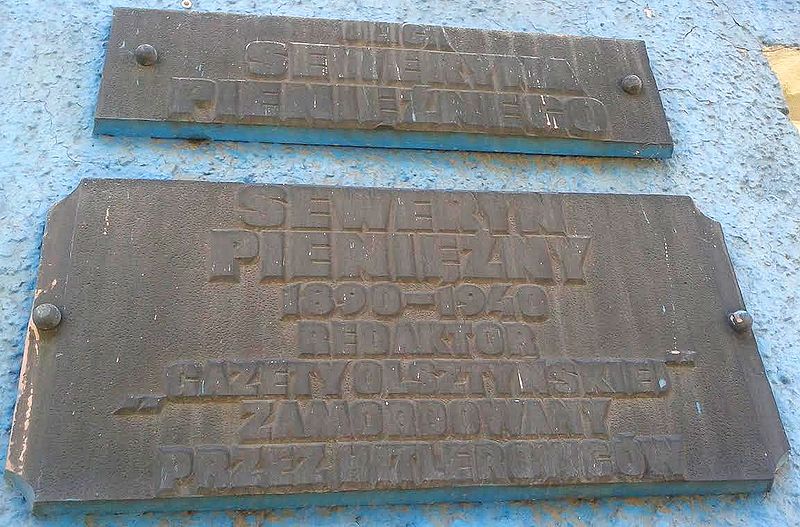 ULICA
SEWERYNA
PIENIĘŻNEGO
SEWERYN
PIENIĘŻNY
1890-1940
REDAKTOR
„GAZETY OLSZTYŃSKIEJ"
ZAMORDOWANY
PRZEZ HITLEROWCÓW